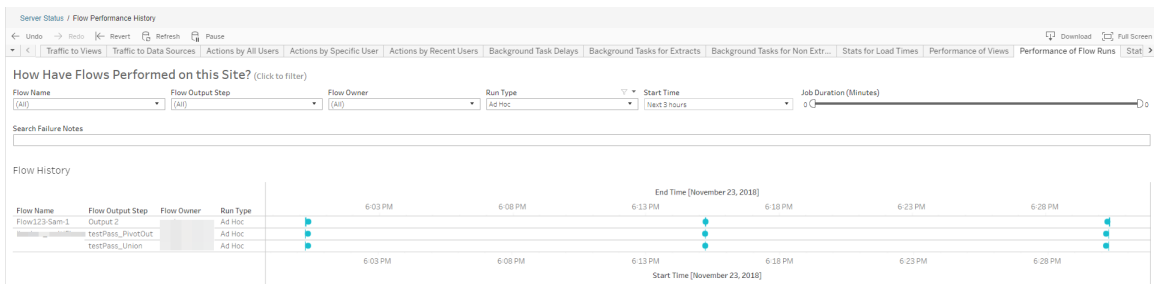 Server Status / Flow Performance History
Undo Redo Revert Refresh Pause Download Full Screen
Traffic to Views Traffic to Data Sources Actions by All Users Actions by Specific User Actions by Recent Users Background Task Delays Background Tasks for Extracts Background Tasks for Non Extr... Stats for Load Times Performance of Views Performance of Flow Runs Stat
How Have Flows Performed on this Site? (Click to filter)
Flow Name Flow Output Step Flow Owner Run Type Start Time Job Duration (Minutes)
(All) (All) (All) Ad Hoc Next 3 hours 0 0
Search Failure Notes
Flow History
End Time [November 23, 2018]
6:03 PM 6:08 PM 6:13 PM 6:18 PM 6:23 PM 6:28 PM
Flow Name Flow Output Step Flow Owner Run Type
Flow123-Sam-1 Output 2 Ad Hoc
testPass_PivotOut Ad Hoc
testPass_Union Ad Hoc
6:03 PM 6:08 PM 6:13 PM 6:18 PM 6:23 PM 6:28 PM
Start Time [November 23, 2018]